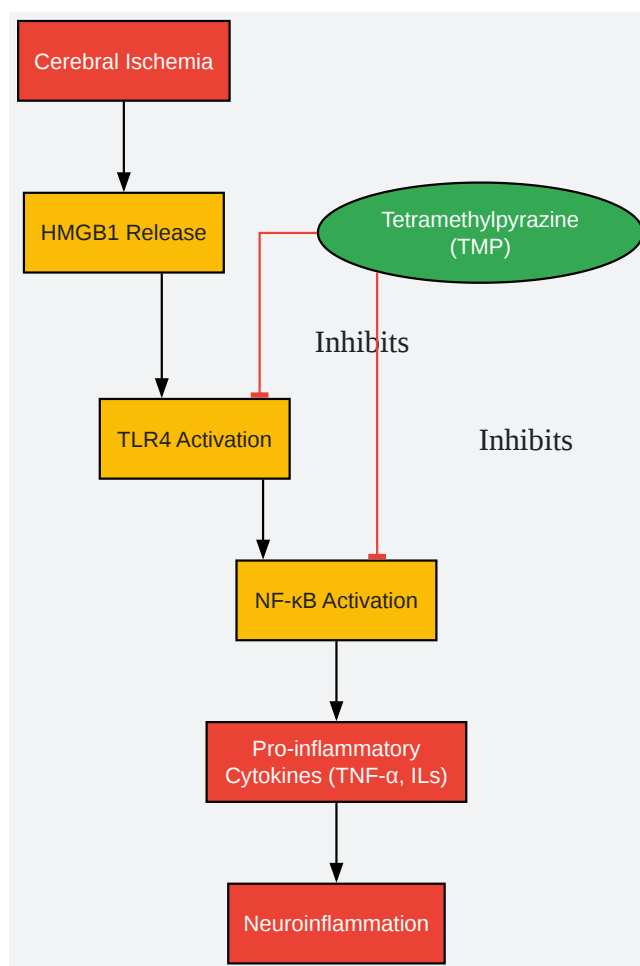 Cerebral Ischemia
HMGB1 Release
Tetramethylpyrazine
(TMP)
Inhibits
TLR4 Activation
Inhibits
NF-κB Activation
Pro-inflammatory
Cytokines (TNF-α, ILs)
Neuroinflammation